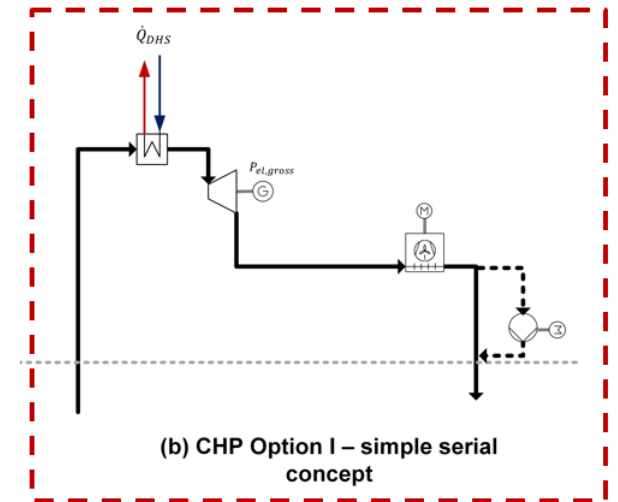 Q̇DHS
Pel,gross
G
M
M
(b) CHP Option I – simple serial
concept